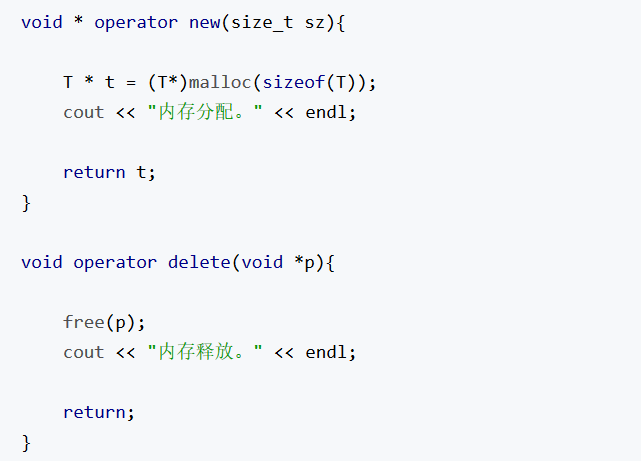 void * operator new(size_t sz){
T * t = (T*)malloc(sizeof(T));
cout << "内存分配。" << endl;
return t;
}
void operator delete(void *p){
free(p);
cout << "内存释放。" << endl;
return;
}